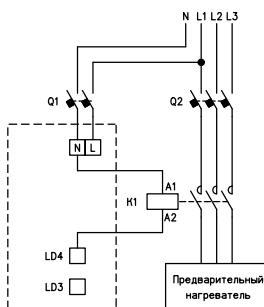 N L1 L2 L3
Q1 Q2
N L
A1
K1
A2
LD4
LD3
Предварительный
нагреватель